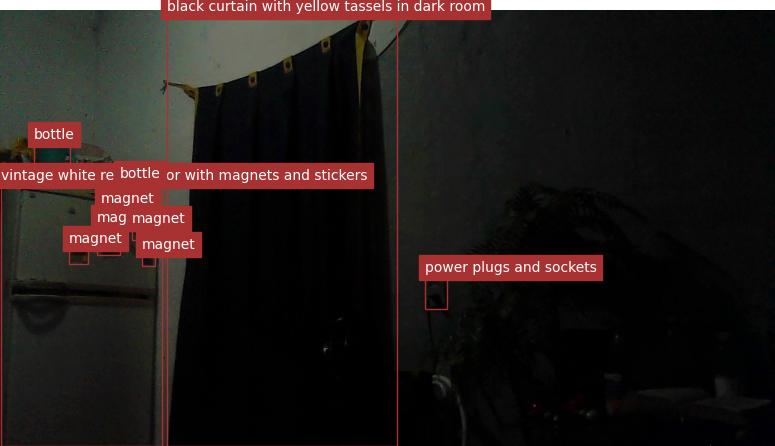 black curtain with yellow tassels in dark room
bottle
vintage white re
bottle
or with magnets and stickers
magnet
mag
magnet
magnet
magnet
power plugs and sockets